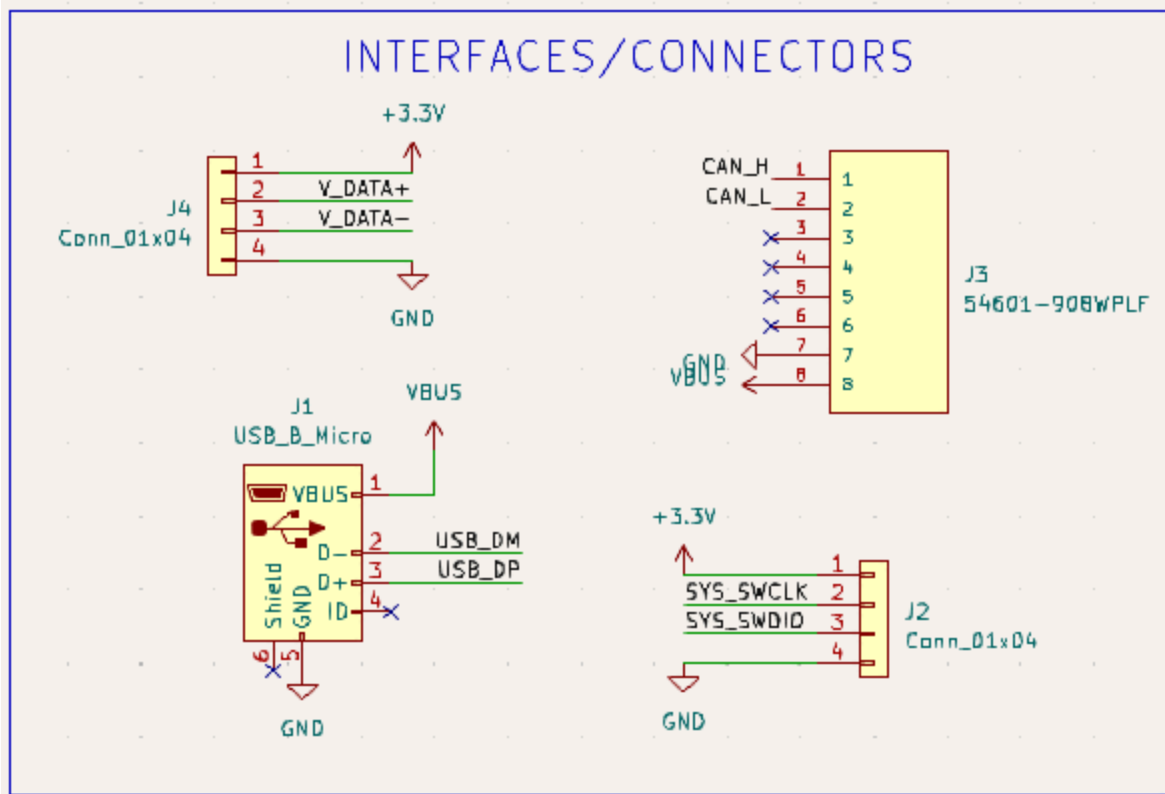 INTERFACES/CONNECTORS
+3.3V
1
2 V_DATA+
3 V_DATA-
4
J4
Conn_01x04
GND
CAN_H 1 1
CAN_L 2 2
3 3
4 4
5 5
6 6
GND 7 7
VBUS 8 8
J3
54601-908WPLF
J1
USB_B_Micro
VBUS
VBUS 1
D- 2 USB_DM
D+ 3 USB_DP
ID 4
Shield
GND
6
5
GND
+3.3V
1
SYS_SWCLK 2
SYS_SWDIO 3
4
J2
Conn_01x04
GND